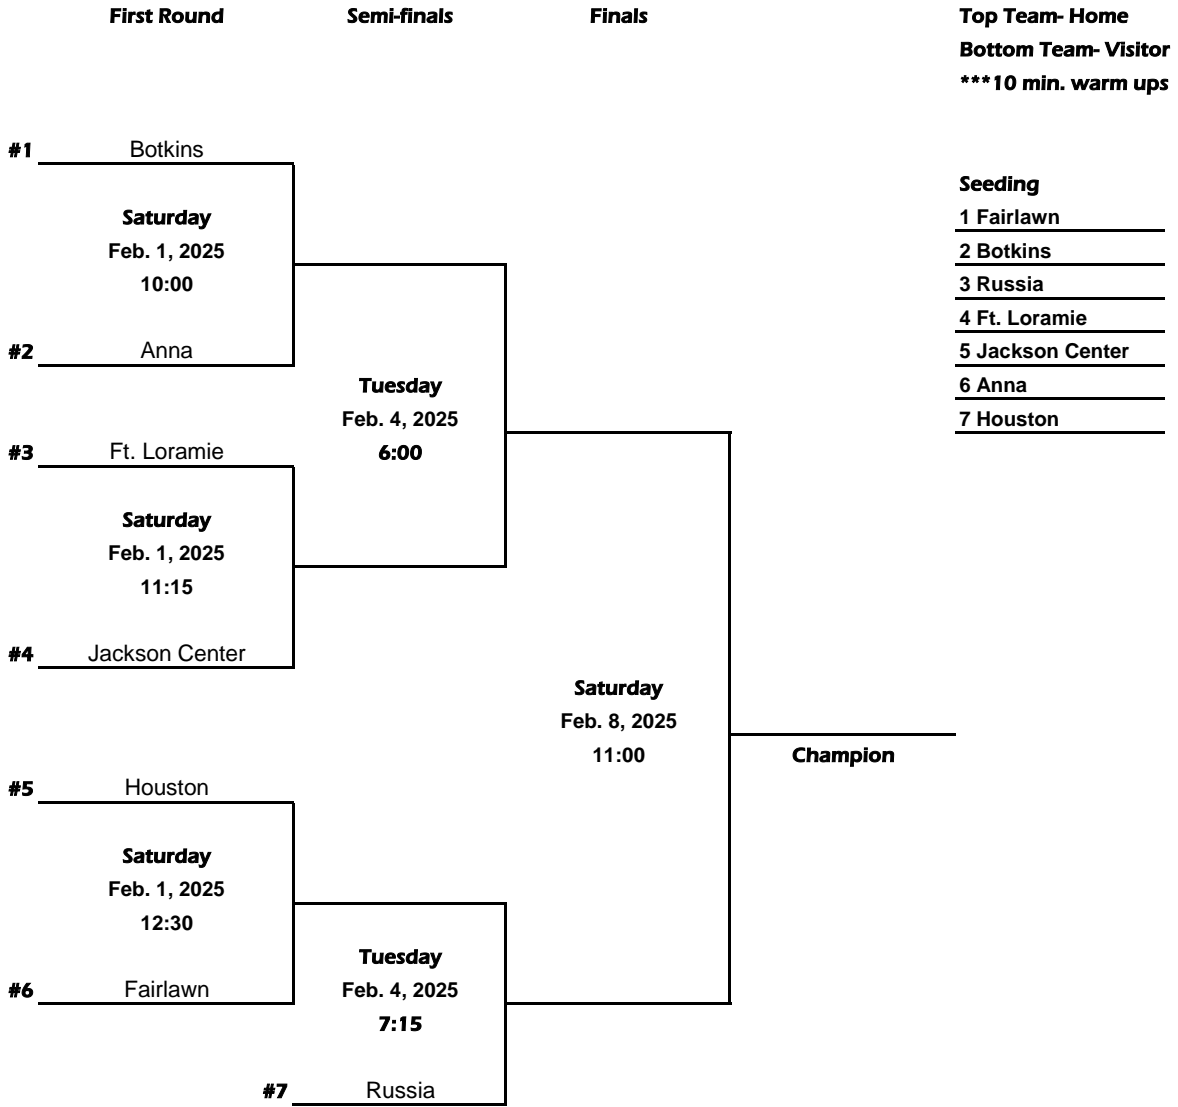 First Round Semi-finals Finals Top Team- Home
Bottom Team- Visitor
***10 min. warm ups
#1 Botkins
Seeding
Saturday 1 Fairlawn
Feb. 1, 2025 2 Botkins
10:00 3 Russia
4 Ft. Loramie
#2 Anna 5 Jackson Center
Tuesday 6 Anna
Feb. 4, 2025 7 Houston
#3 Ft. Loramie 6:00
Saturday
Feb. 1, 2025
11:15
#4 Jackson Center
Saturday
Feb. 8, 2025
11:00 Champion
#5 Houston
Saturday
Feb. 1, 2025
12:30
Tuesday
#6 Fairlawn Feb. 4, 2025
7:15
#7 Russia